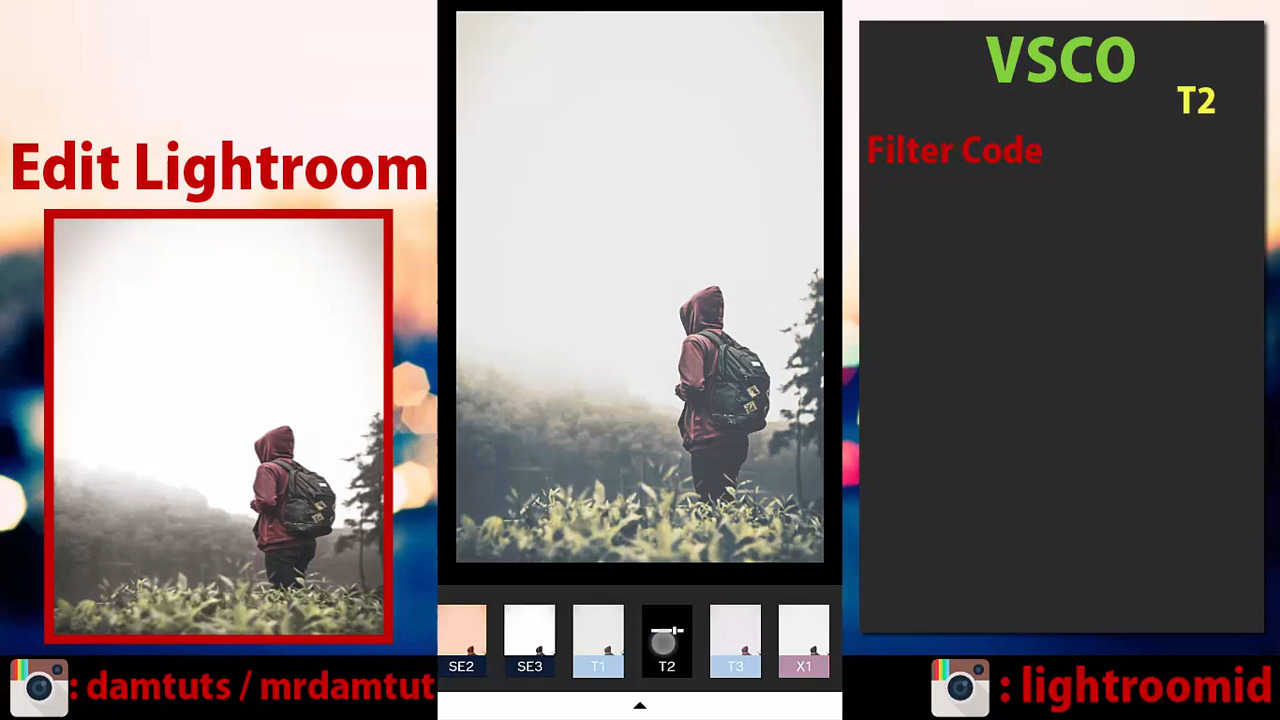 Edit Lightroom
: damtuts / mrdamtut
SE2
SE3
T1
T2
T3
X1
VSCO
T2
Filter Code
: lightroomid